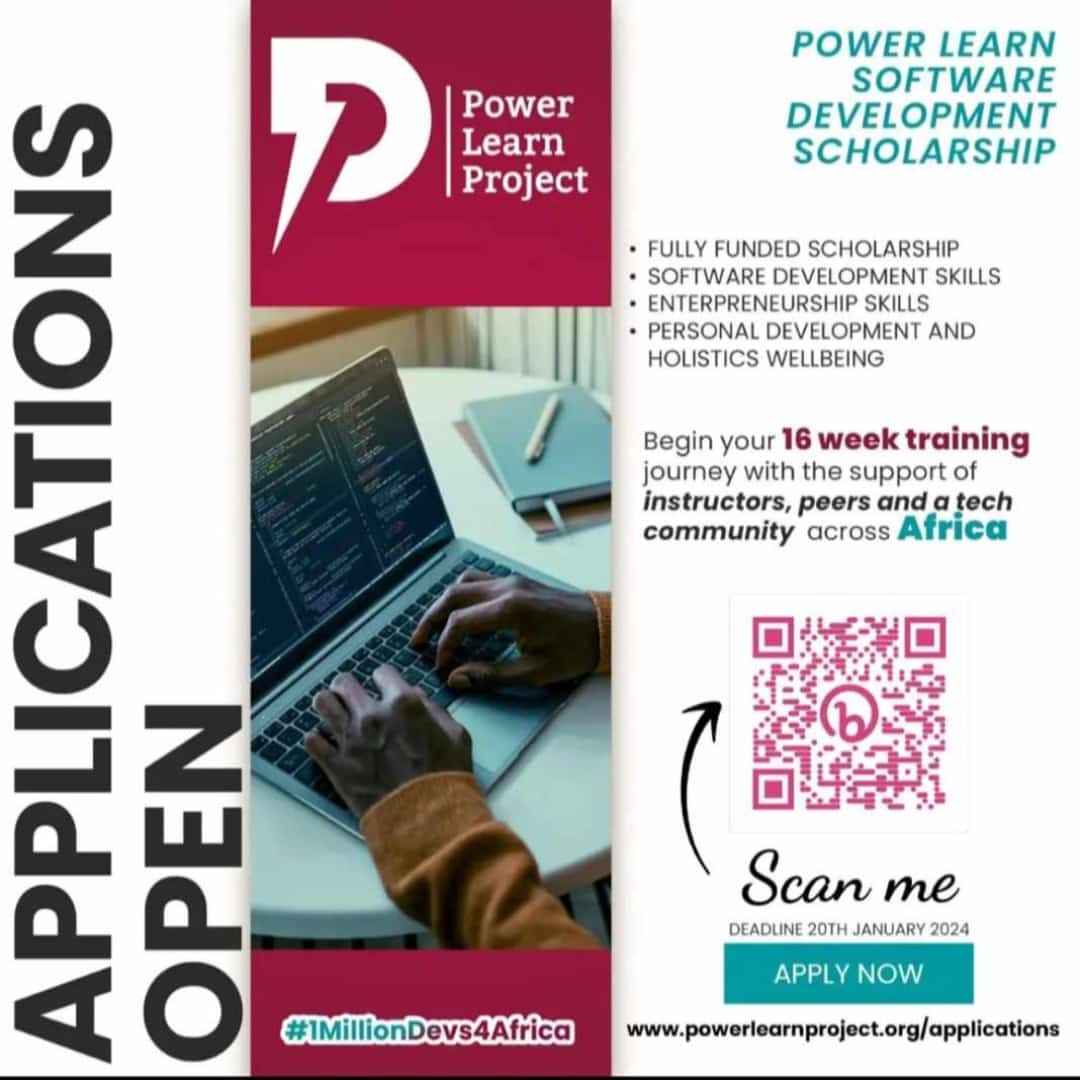 APPLICATIONS
OPEN
Power
Learn
Project
POWER LEARN
SOFTWARE
DEVELOPMENT
SCHOLARSHIP
• FULLY FUNDED SCHOLARSHIP
• SOFTWARE DEVELOPMENT SKILLS
• ENTERPRENEURSHIP SKILLS
• PERSONAL DEVELOPMENT AND
HOLISTICS WELLBEING
Begin your 16 week training
journey with the support of
instructors, peers and a tech
community across Africa
b
Scan me
DEADLINE 20TH JANUARY 2024
APPLY NOW
#1MillionDevs4Africa
www.powerlearnproject.org/applications